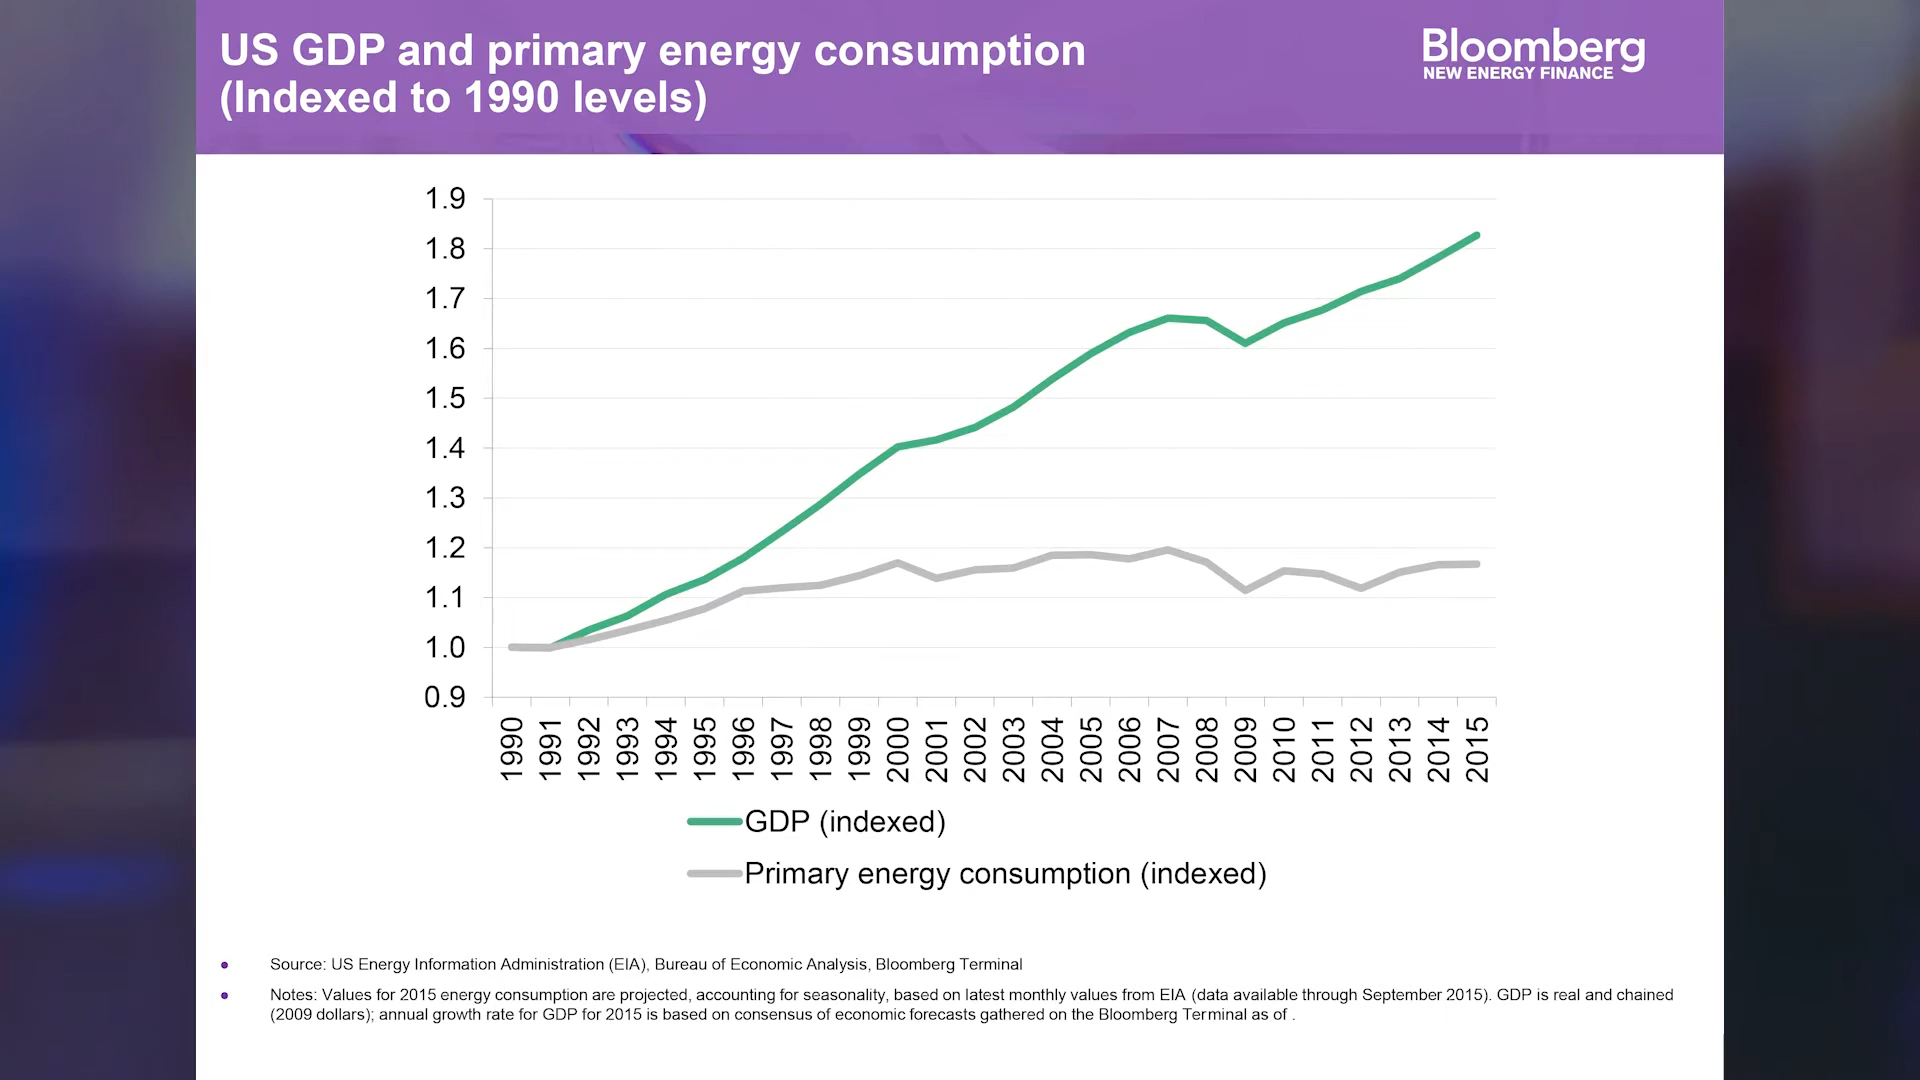 US GDP and primary energy consumption
(Indexed to 1990 levels)
Bloomberg
NEW ENERGY FINANCE
1.9
1.8
1.7
1.6
1.5
1.4
1.3
1.2
1.1
1.0
0.9
1990 1991 1992 1993 1994 1995 1996 1997 1998 1999 2000 2001 2002 2003 2004 2005 2006 2007 2008 2009 2010 2011 2012 2013 2014 2015
GDP (indexed)
Primary energy consumption (indexed)
• Source: US Energy Information Administration (EIA), Bureau of Economic Analysis, Bloomberg Terminal
• Notes: Values for 2015 energy consumption are projected, accounting for seasonality, based on latest monthly values from EIA (data available through September 2015). GDP is real and chained
(2009 dollars); annual growth rate for GDP for 2015 is based on consensus of economic forecasts gathered on the Bloomberg Terminal as of .